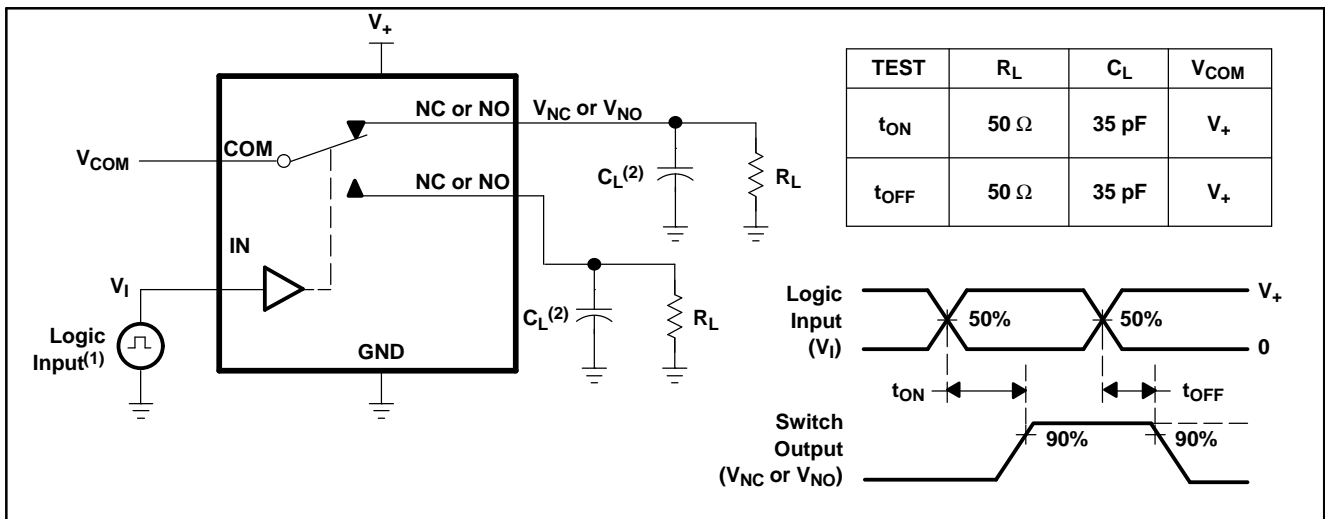 V+
NC or NO
VNC or VNO
VCOM
COM
CL(2)
RL
NC or NO
IN
VI
CL(2)
RL
Logic
Input(1)
GND
TEST RL CL VCOM
tON 50 Ω 35 pF V+
tOFF 50 Ω 35 pF V+
Logic
Input
(VI)
50%
50%
V+
0
tON
tOFF
Switch
Output
(VNC or VNO)
90%
90%